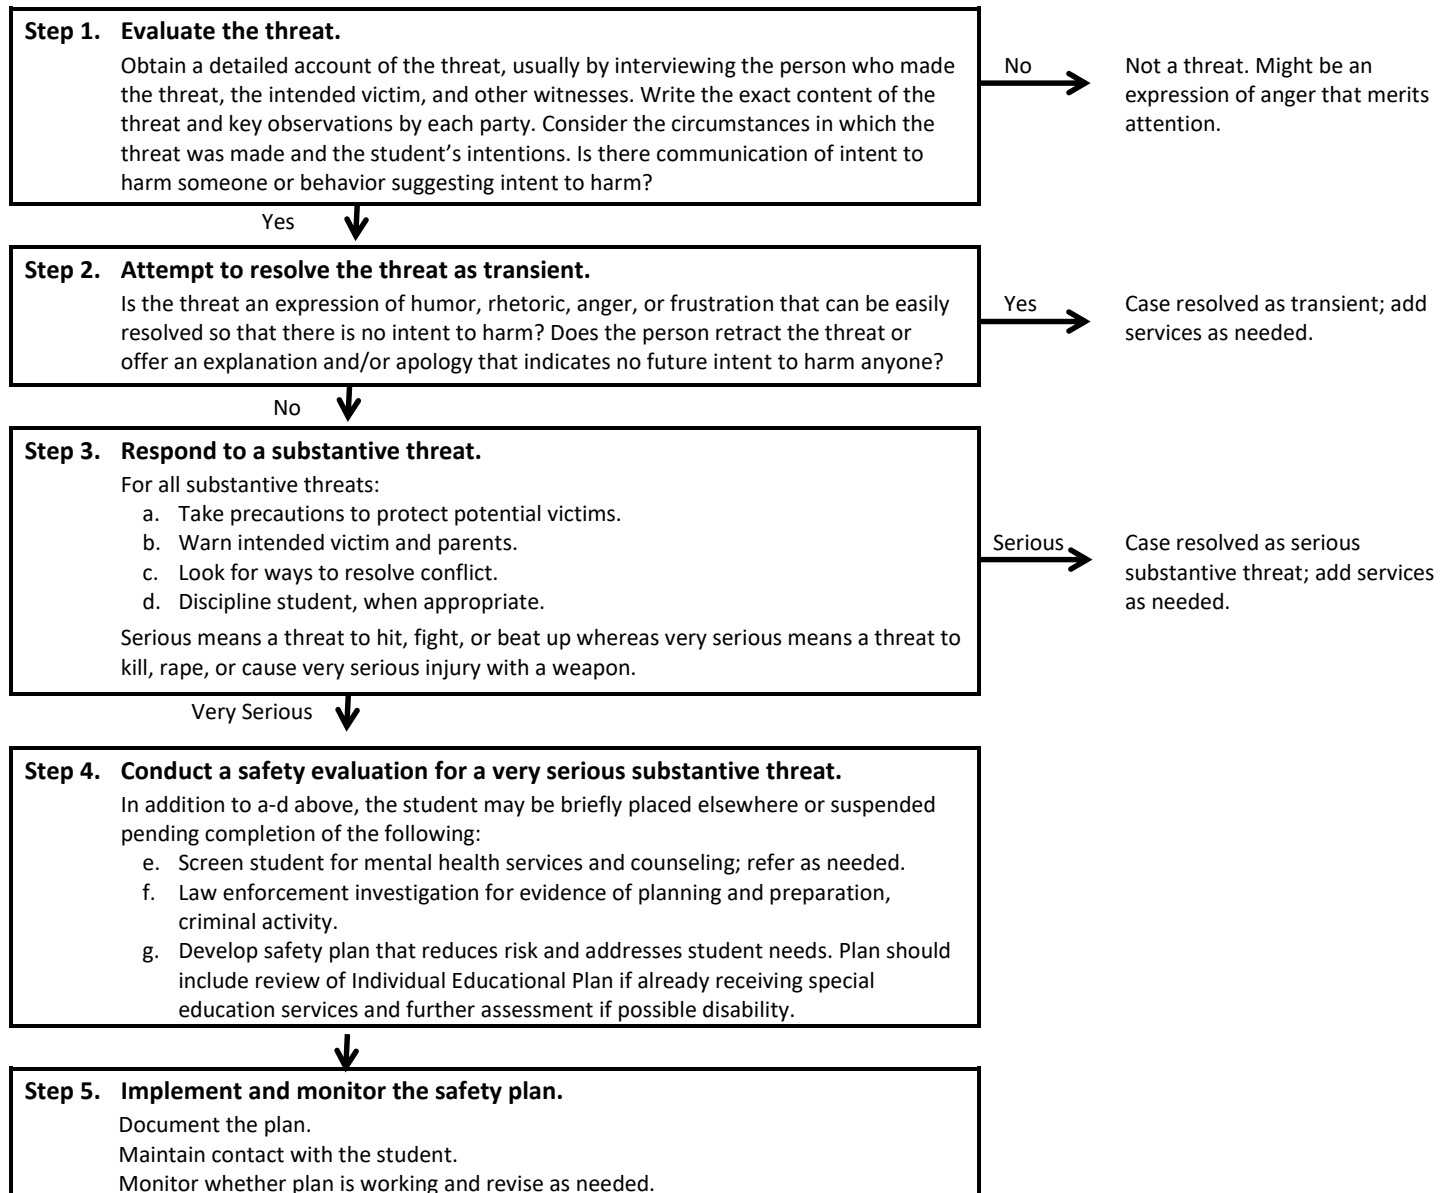 Step 1. Evaluate the threat.
Obtain a detailed account of the threat, usually by interviewing the person who made
the threat, the intended victim, and other witnesses. Write the exact content of the
threat and key observations by each party. Consider the circumstances in which the
threat was made and the student’s intentions. Is there communication of intent to
harm someone or behavior suggesting intent to harm?
No
Not a threat. Might be an
expression of anger that merits
attention.
Yes
Step 2. Attempt to resolve the threat as transient.
Is the threat an expression of humor, rhetoric, anger, or frustration that can be easily
resolved so that there is no intent to harm? Does the person retract the threat or
offer an explanation and/or apology that indicates no future intent to harm anyone?
Yes
Case resolved as transient; add
services as needed.
No
Step 3. Respond to a substantive threat.
For all substantive threats:
a. Take precautions to protect potential victims.
b. Warn intended victim and parents.
c. Look for ways to resolve conflict.
d. Discipline student, when appropriate.
Serious means a threat to hit, fight, or beat up whereas very serious means a threat to
kill, rape, or cause very serious injury with a weapon.
Serious
Case resolved as serious
substantive threat; add services
as needed.
Very Serious
Step 4. Conduct a safety evaluation for a very serious substantive threat.
In addition to a-d above, the student may be briefly placed elsewhere or suspended
pending completion of the following:
e. Screen student for mental health services and counseling; refer as needed.
f. Law enforcement investigation for evidence of planning and preparation,
criminal activity.
g. Develop safety plan that reduces risk and addresses student needs. Plan should
include review of Individual Educational Plan if already receiving special
education services and further assessment if possible disability.
Step 5. Implement and monitor the safety plan.
Document the plan.
Maintain contact with the student.
Monitor whether plan is working and revise as needed.